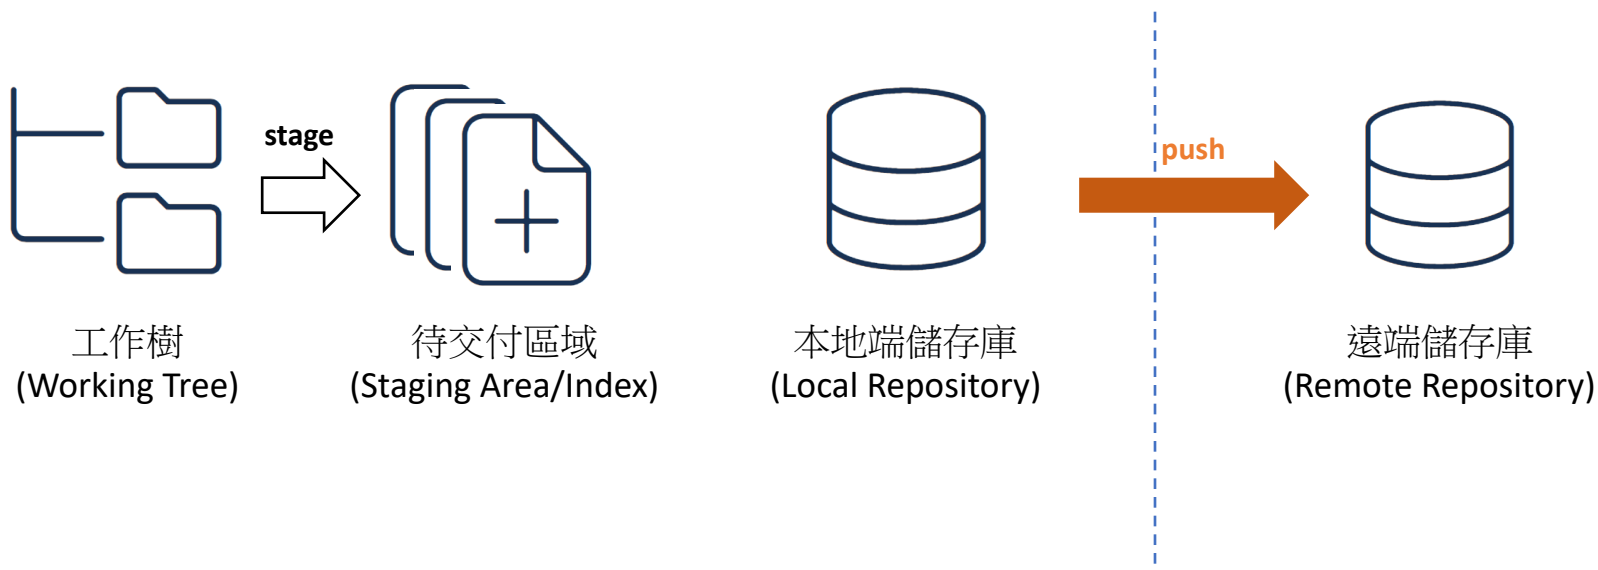 stage
push
工作樹
(Working Tree)
待交付區域
(Staging Area/Index)
本地端儲存庫
(Local Repository)
遠端儲存庫
(Remote Repository)